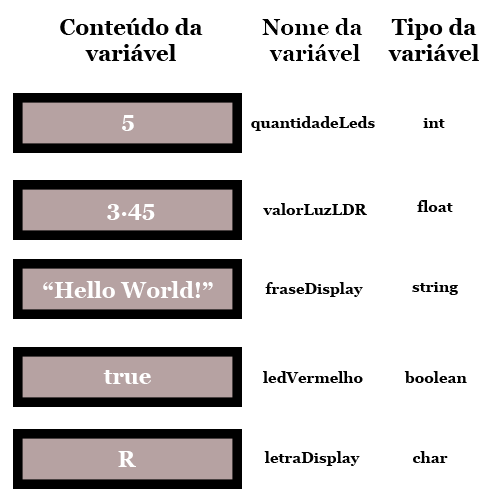 Conteúdo da Nome da Tipo da
variável variável variável
5 quantidadeLeds int
3.45 valorLuzLDR float
“Hello World!” fraseDisplay string
true ledVermelho boolean
R letraDisplay char